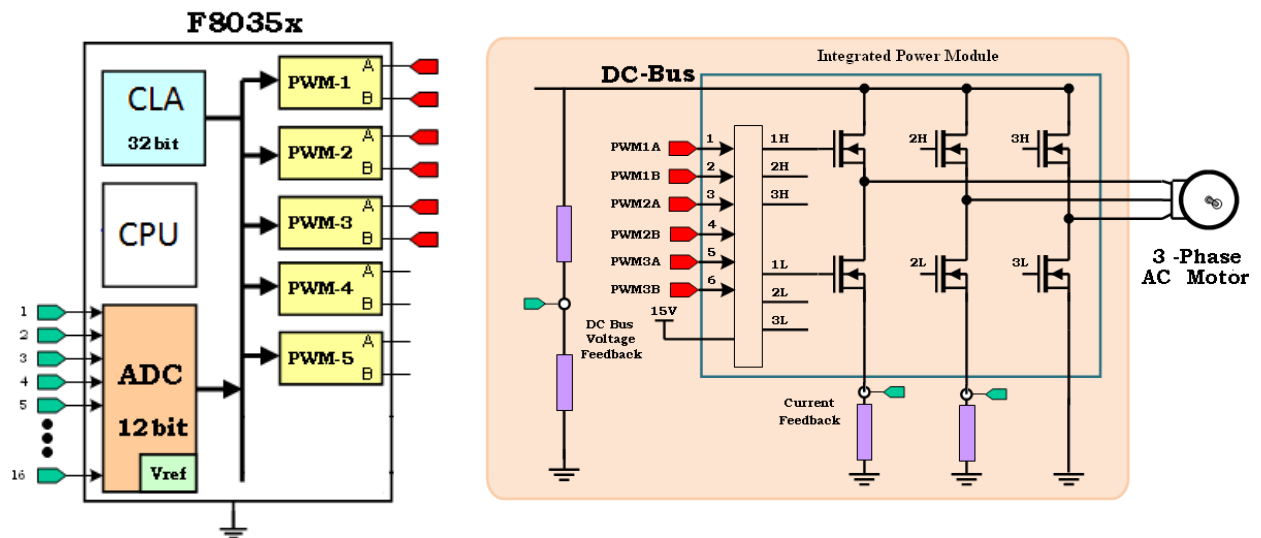 F8035x
CLA
32 bit
CPU
ADC
12 bit
Vref
PWM-1
A
B
PWM-2
A
B
PWM-3
A
B
PWM-4
A
B
PWM-5
A
B
1
2
3
4
5
16
Integrated Power Module
DC-Bus
PWM1A
1
PWM1B
2
PWM2A
3
PWM2B
4
PWM3A
5
PWM3B
6
15V
1H
2H
3H
1L
2L
3L
2H
3H
2L
3L
DC Bus
Voltage
Feedback
Current
Feedback
3 -Phase
AC Motor